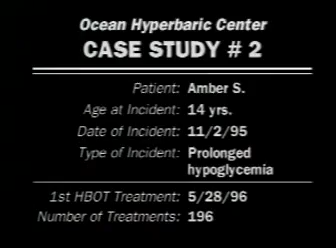 Ocean Hyperbaric Center
CASE STUDY # 2
Patient: Amber S.
Age at Incident: 14 yrs.
Date of Incident: 11/2/95
Type of Incident: Prolonged
hypoglycemia
1st HBOT Treatment: 5/28/96
Number of Treatments: 196